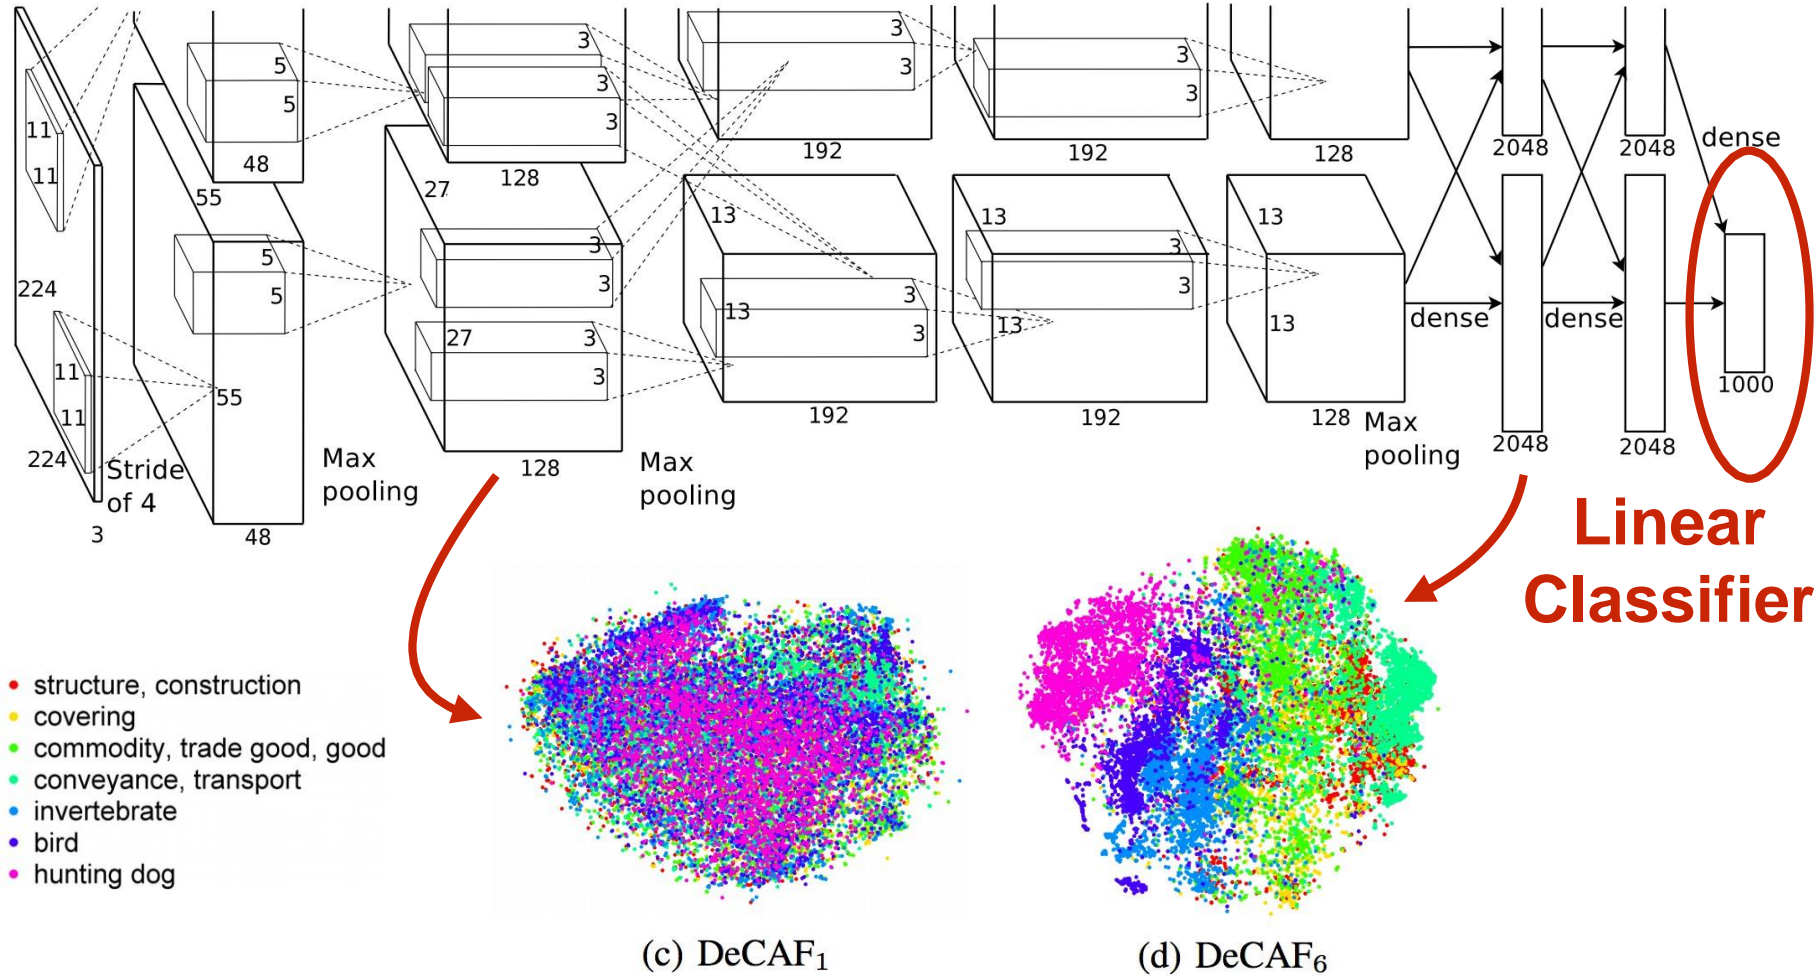 11
11
5
5
48
55
3
3
3
128
27
3
3
192
3
3
192
128
2048
2048
dense
224
5
5
55
3
3
27
3
3
13
13
3
3
13
13
3
3
13
13
dense
dense
1000
11
11
224
Stride
of 4
3
48
Max
pooling
128
Max
pooling
192
192
128
Max
pooling
2048
2048
Linear
Classifier
structure, construction
covering
commodity, trade good, good
conveyance, transport
invertebrate
bird
hunting dog
(c) DeCAF₁
(d) DeCAF₆